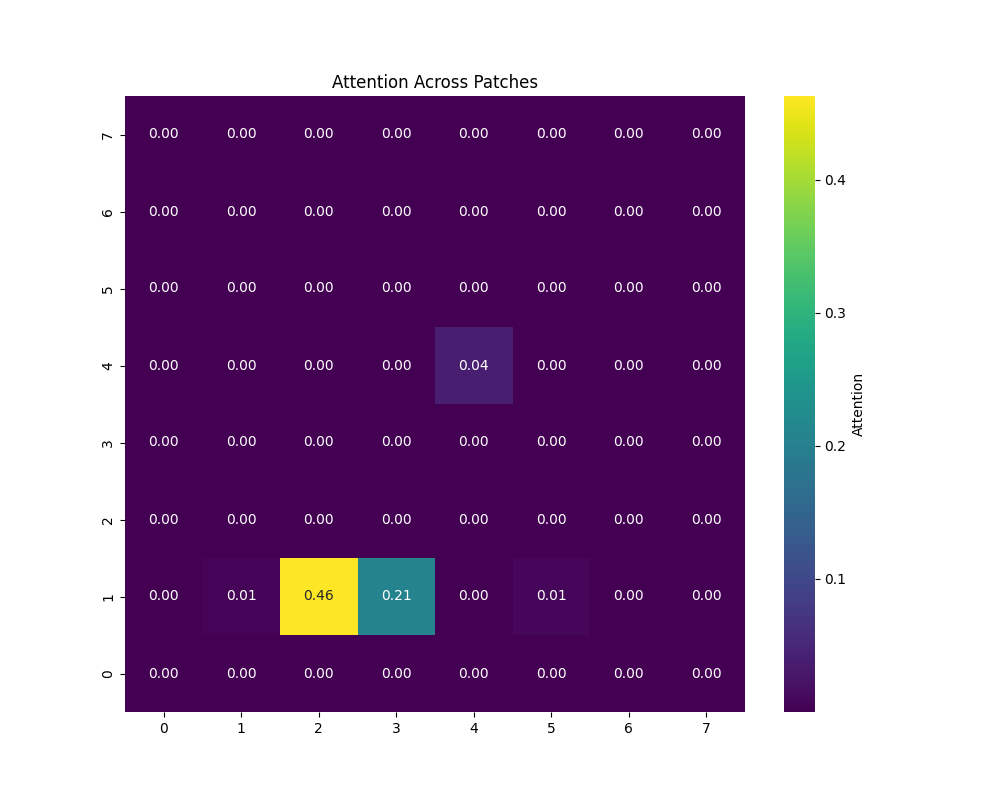 Attention Across Patches
7 0.00 0.00 0.00 0.00 0.00 0.00 0.00 0.00
6 0.00 0.00 0.00 0.00 0.00 0.00 0.00 0.00
5 0.00 0.00 0.00 0.00 0.00 0.00 0.00 0.00
4 0.00 0.00 0.00 0.00 0.04 0.00 0.00 0.00
3 0.00 0.00 0.00 0.00 0.00 0.00 0.00 0.00
2 0.00 0.00 0.00 0.00 0.00 0.00 0.00 0.00
1 0.00 0.01 0.46 0.21 0.00 0.01 0.00 0.00
0 0.00 0.00 0.00 0.00 0.00 0.00 0.00 0.00
0 1 2 3 4 5 6 7
0.4
0.3
0.2
0.1
Attention